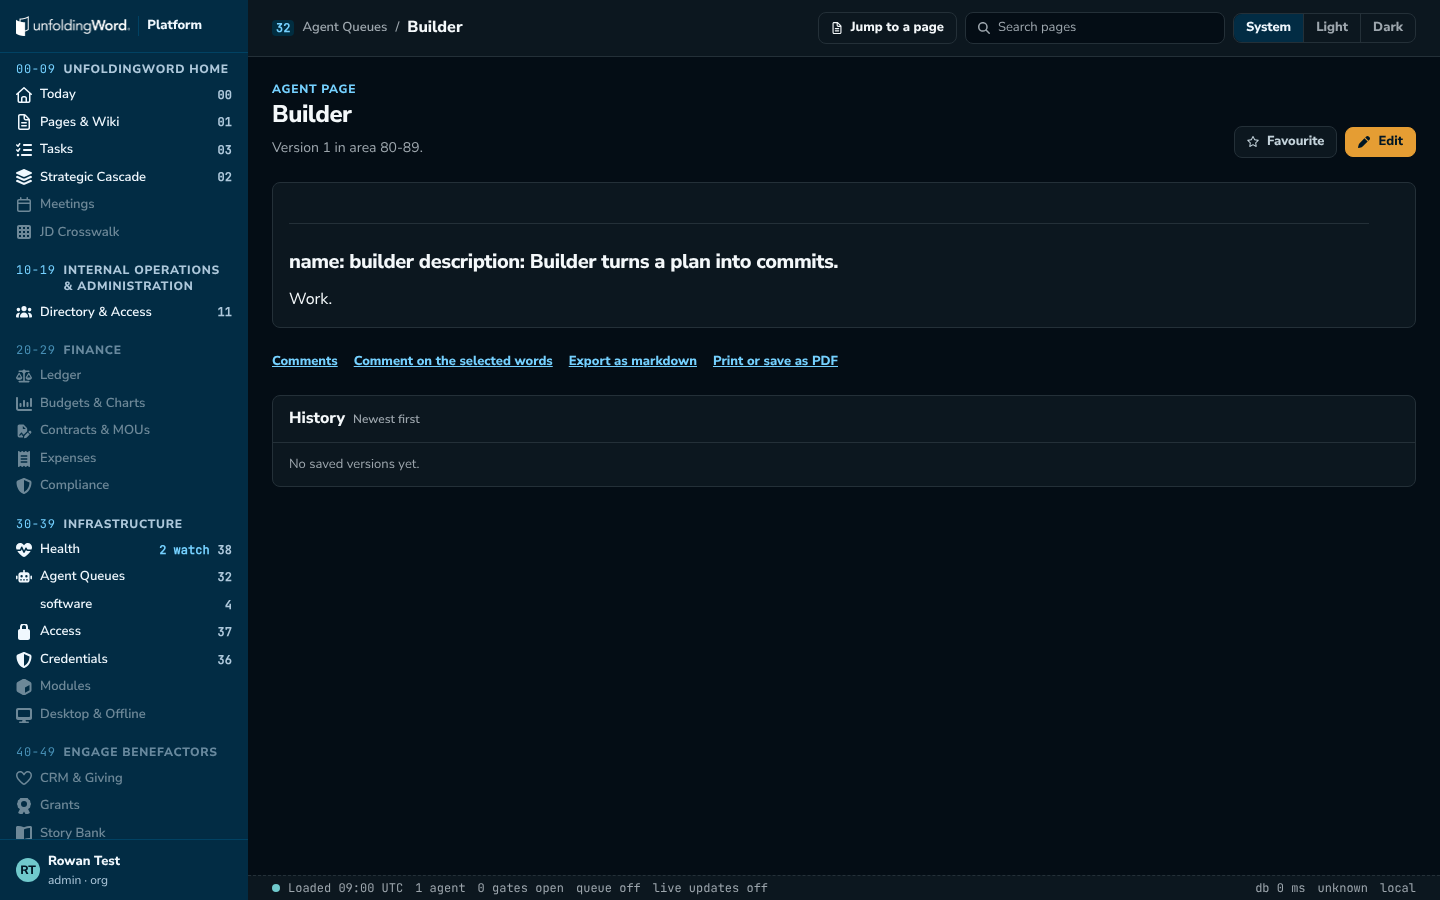 unfoldingWord. Platform
00-09 UNFOLDINGWORD HOME
Today 00
Pages & Wiki 01
Tasks 03
Strategic Cascade 02
Meetings
JD Crosswalk
10-19 INTERNAL OPERATIONS
& ADMINISTRATION
Directory & Access 11
20-29 FINANCE
Ledger
Budgets & Charts
Contracts & MOUs
Expenses
Compliance
30-39 INFRASTRUCTURE
Health 2 watch 38
Agent Queues 32
software 4
Access 37
Credentials 36
Modules
Desktop & Offline
40-49 ENGAGE BENEFACTORS
CRM & Giving
Grants
Story Bank
RT Rowan Test
admin · org
32 Agent Queues / Builder
Jump to a page
Search pages
System Light Dark
AGENT PAGE
Builder
Version 1 in area 80-89.
Favourite
Edit
name: builder description: Builder turns a plan into commits.
Work.
Comments Comment on the selected words Export as markdown Print or save as PDF
History Newest first
No saved versions yet.
Loaded 09:00 UTC 1 agent 0 gates open queue off live updates off
db 0 ms unknown local